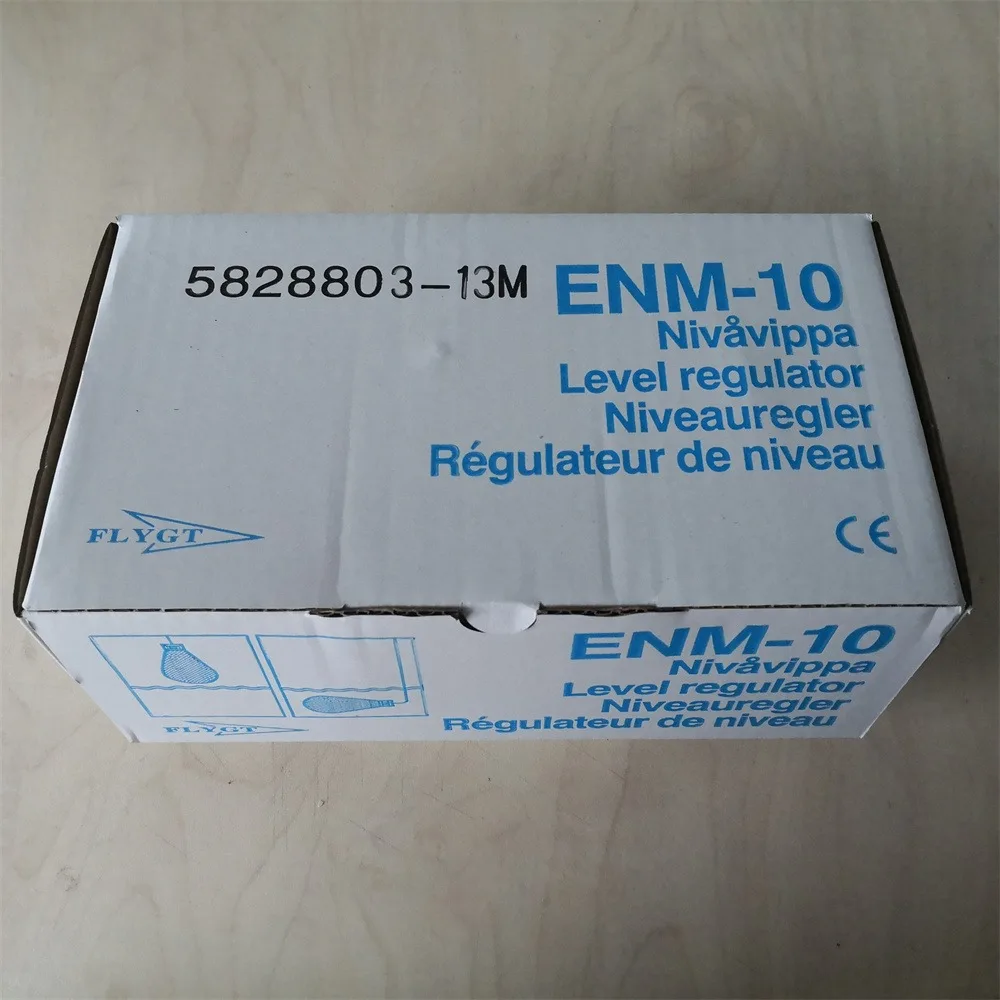 5828803-13M ENM-10
Nivåvippa
Level regulator
Niveauregler
Régulateur de niveau
FLYGT
CE
ENM-10
Nivåvippa
Level regulator
Niveauregler
Régulateur de niveau
FLYGT